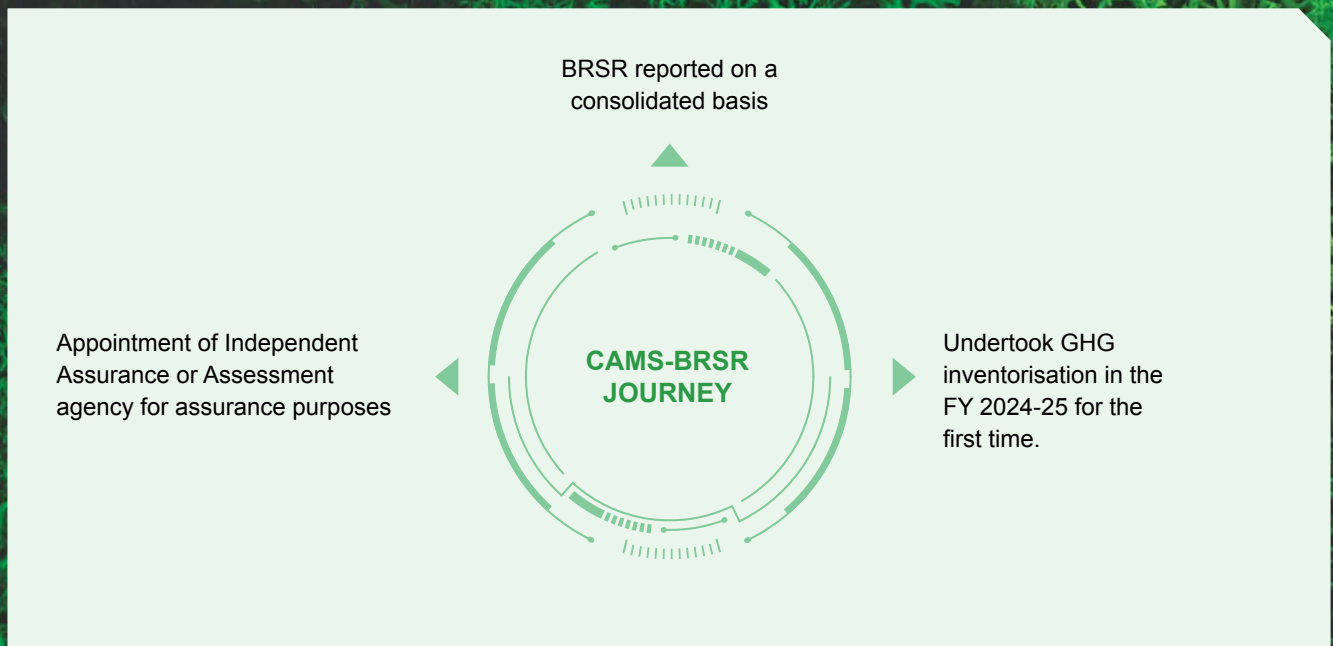 BRSR reported on a
consolidated basis
Appointment of Independent
Assurance or Assessment
agency for assurance purposes
CAMS-BRSR
JOURNEY
Undertook GHG
inventorisation in the
FY 2024-25 for the
first time.